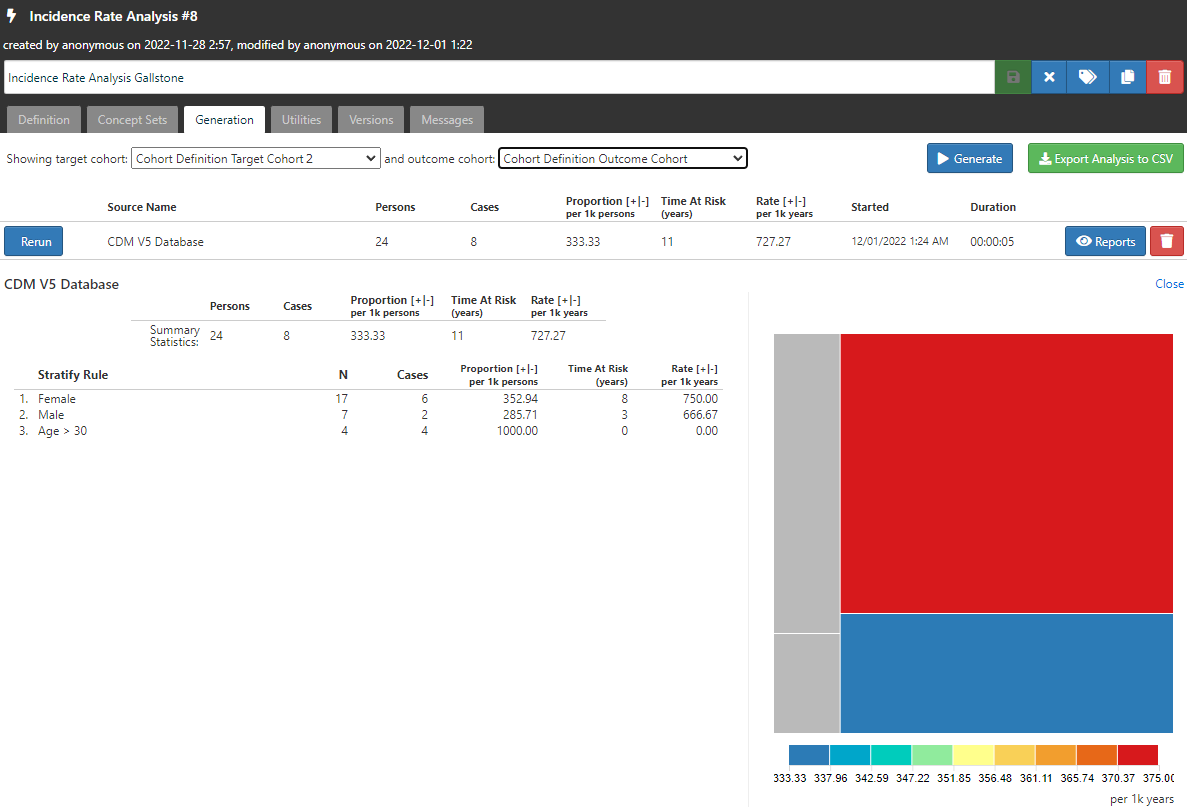 Incidence Rate Analysis #8
created by anonymous on 2022-11-28 2:57, modified by anonymous on 2022-12-01 1:22
Incidence Rate Analysis Gallstone
Definition Concept Sets Generation Utilities Versions Messages
Showing target cohort: Cohort Definition Target Cohort 2 and outcome cohort: Cohort Definition Outcome Cohort Generate Export Analysis to CSV
Source Name Persons Cases Proportion [+|-] per 1k persons Time At Risk (years) Rate [+|-] per 1k years Started Duration
Rerun CDM V5 Database 24 8 333.33 11 727.27 12/01/2022 1:24 AM 00:00:05 Reports
CDM V5 Database Close
Persons Cases Proportion [+|-] per 1k persons Time At Risk (years) Rate [+|-] per 1k years
Summary Statistics: 24 8 333.33 11 727.27
Stratify Rule N Cases Proportion [+|-] per 1k persons Time At Risk (years) Rate [+|-] per 1k years
1. Female 17 6 352.94 8 750.00
2. Male 7 2 285.71 3 666.67
3. Age > 30 4 4 1000.00 0 0.00
333.33 337.96 342.59 347.22 351.85 356.48 361.11 365.74 370.37 375.00
per 1k years